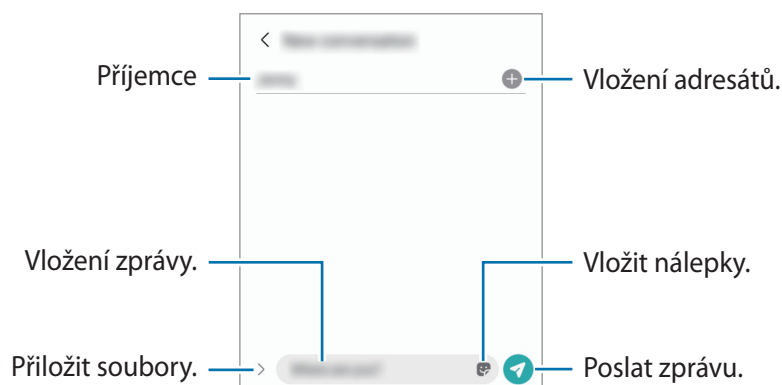 Příjemce
Vložení adresátů.
Vložení zprávy.
Vložit nálepky.
Přiložit soubory.
Poslat zprávu.